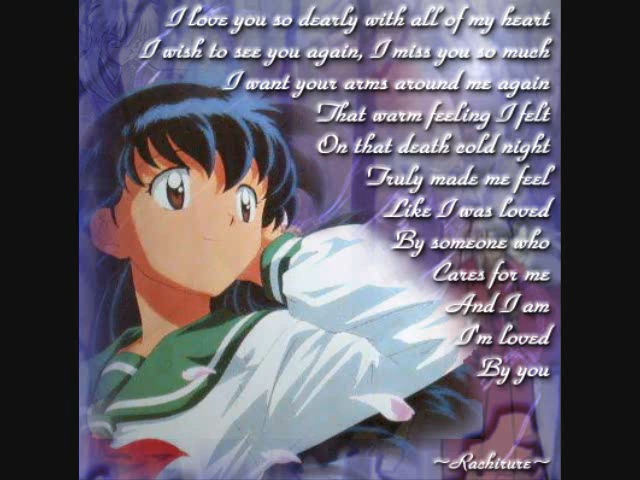 I love you so dearly with all of my heart
I wish to see you again, I miss you so much
I want your arms around me again
That warm feeling I felt
On that death cold night
Truly made me feel
Like I was loved
By someone who
Cares for me
And I am
I'm loved
By you
~Rachirure~